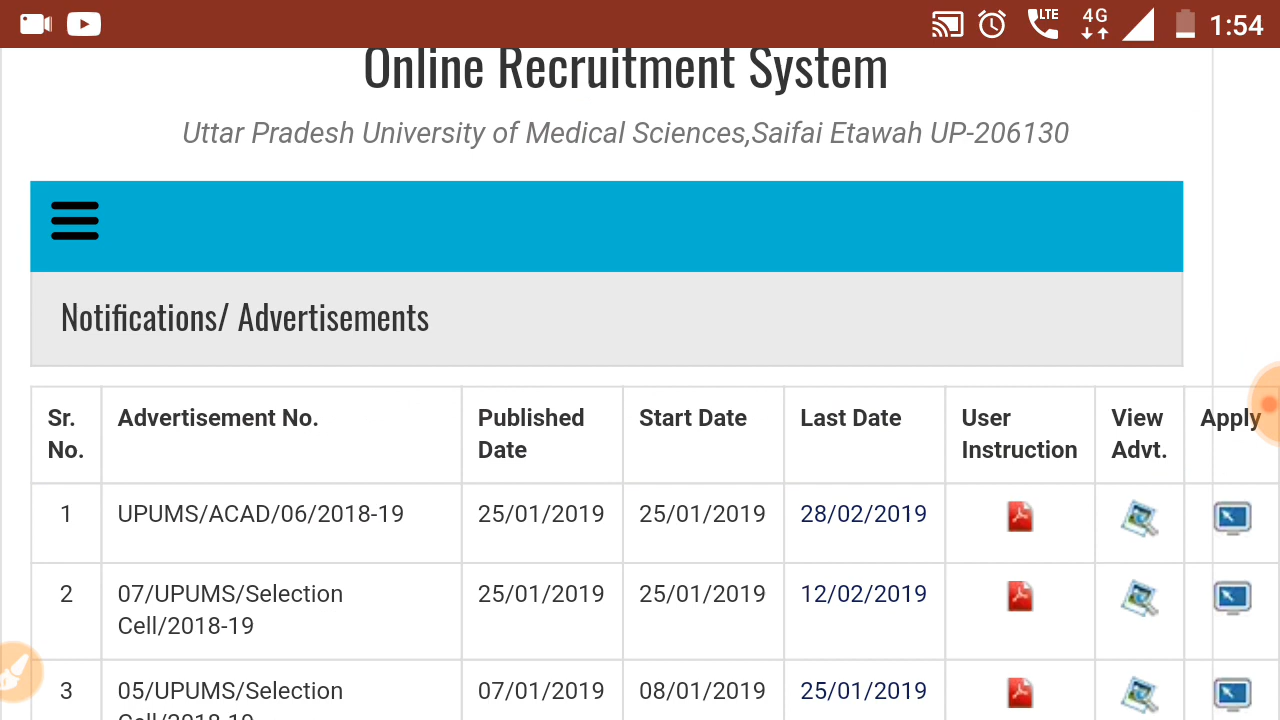 LTE 4G 1:54
Online Recruitment System
Uttar Pradesh University of Medical Sciences,Saifai Etawah UP-206130
Notifications/ Advertisements
Sr. No. Advertisement No. Published Date Start Date Last Date User Instruction View Advt. Apply
1 UPUMS/ACAD/06/2018-19 25/01/2019 25/01/2019 28/02/2019
2 07/UPUMS/Selection Cell/2018-19 25/01/2019 25/01/2019 12/02/2019
3 05/UPUMS/Selection Cell/2018-19 07/01/2019 08/01/2019 25/01/2019